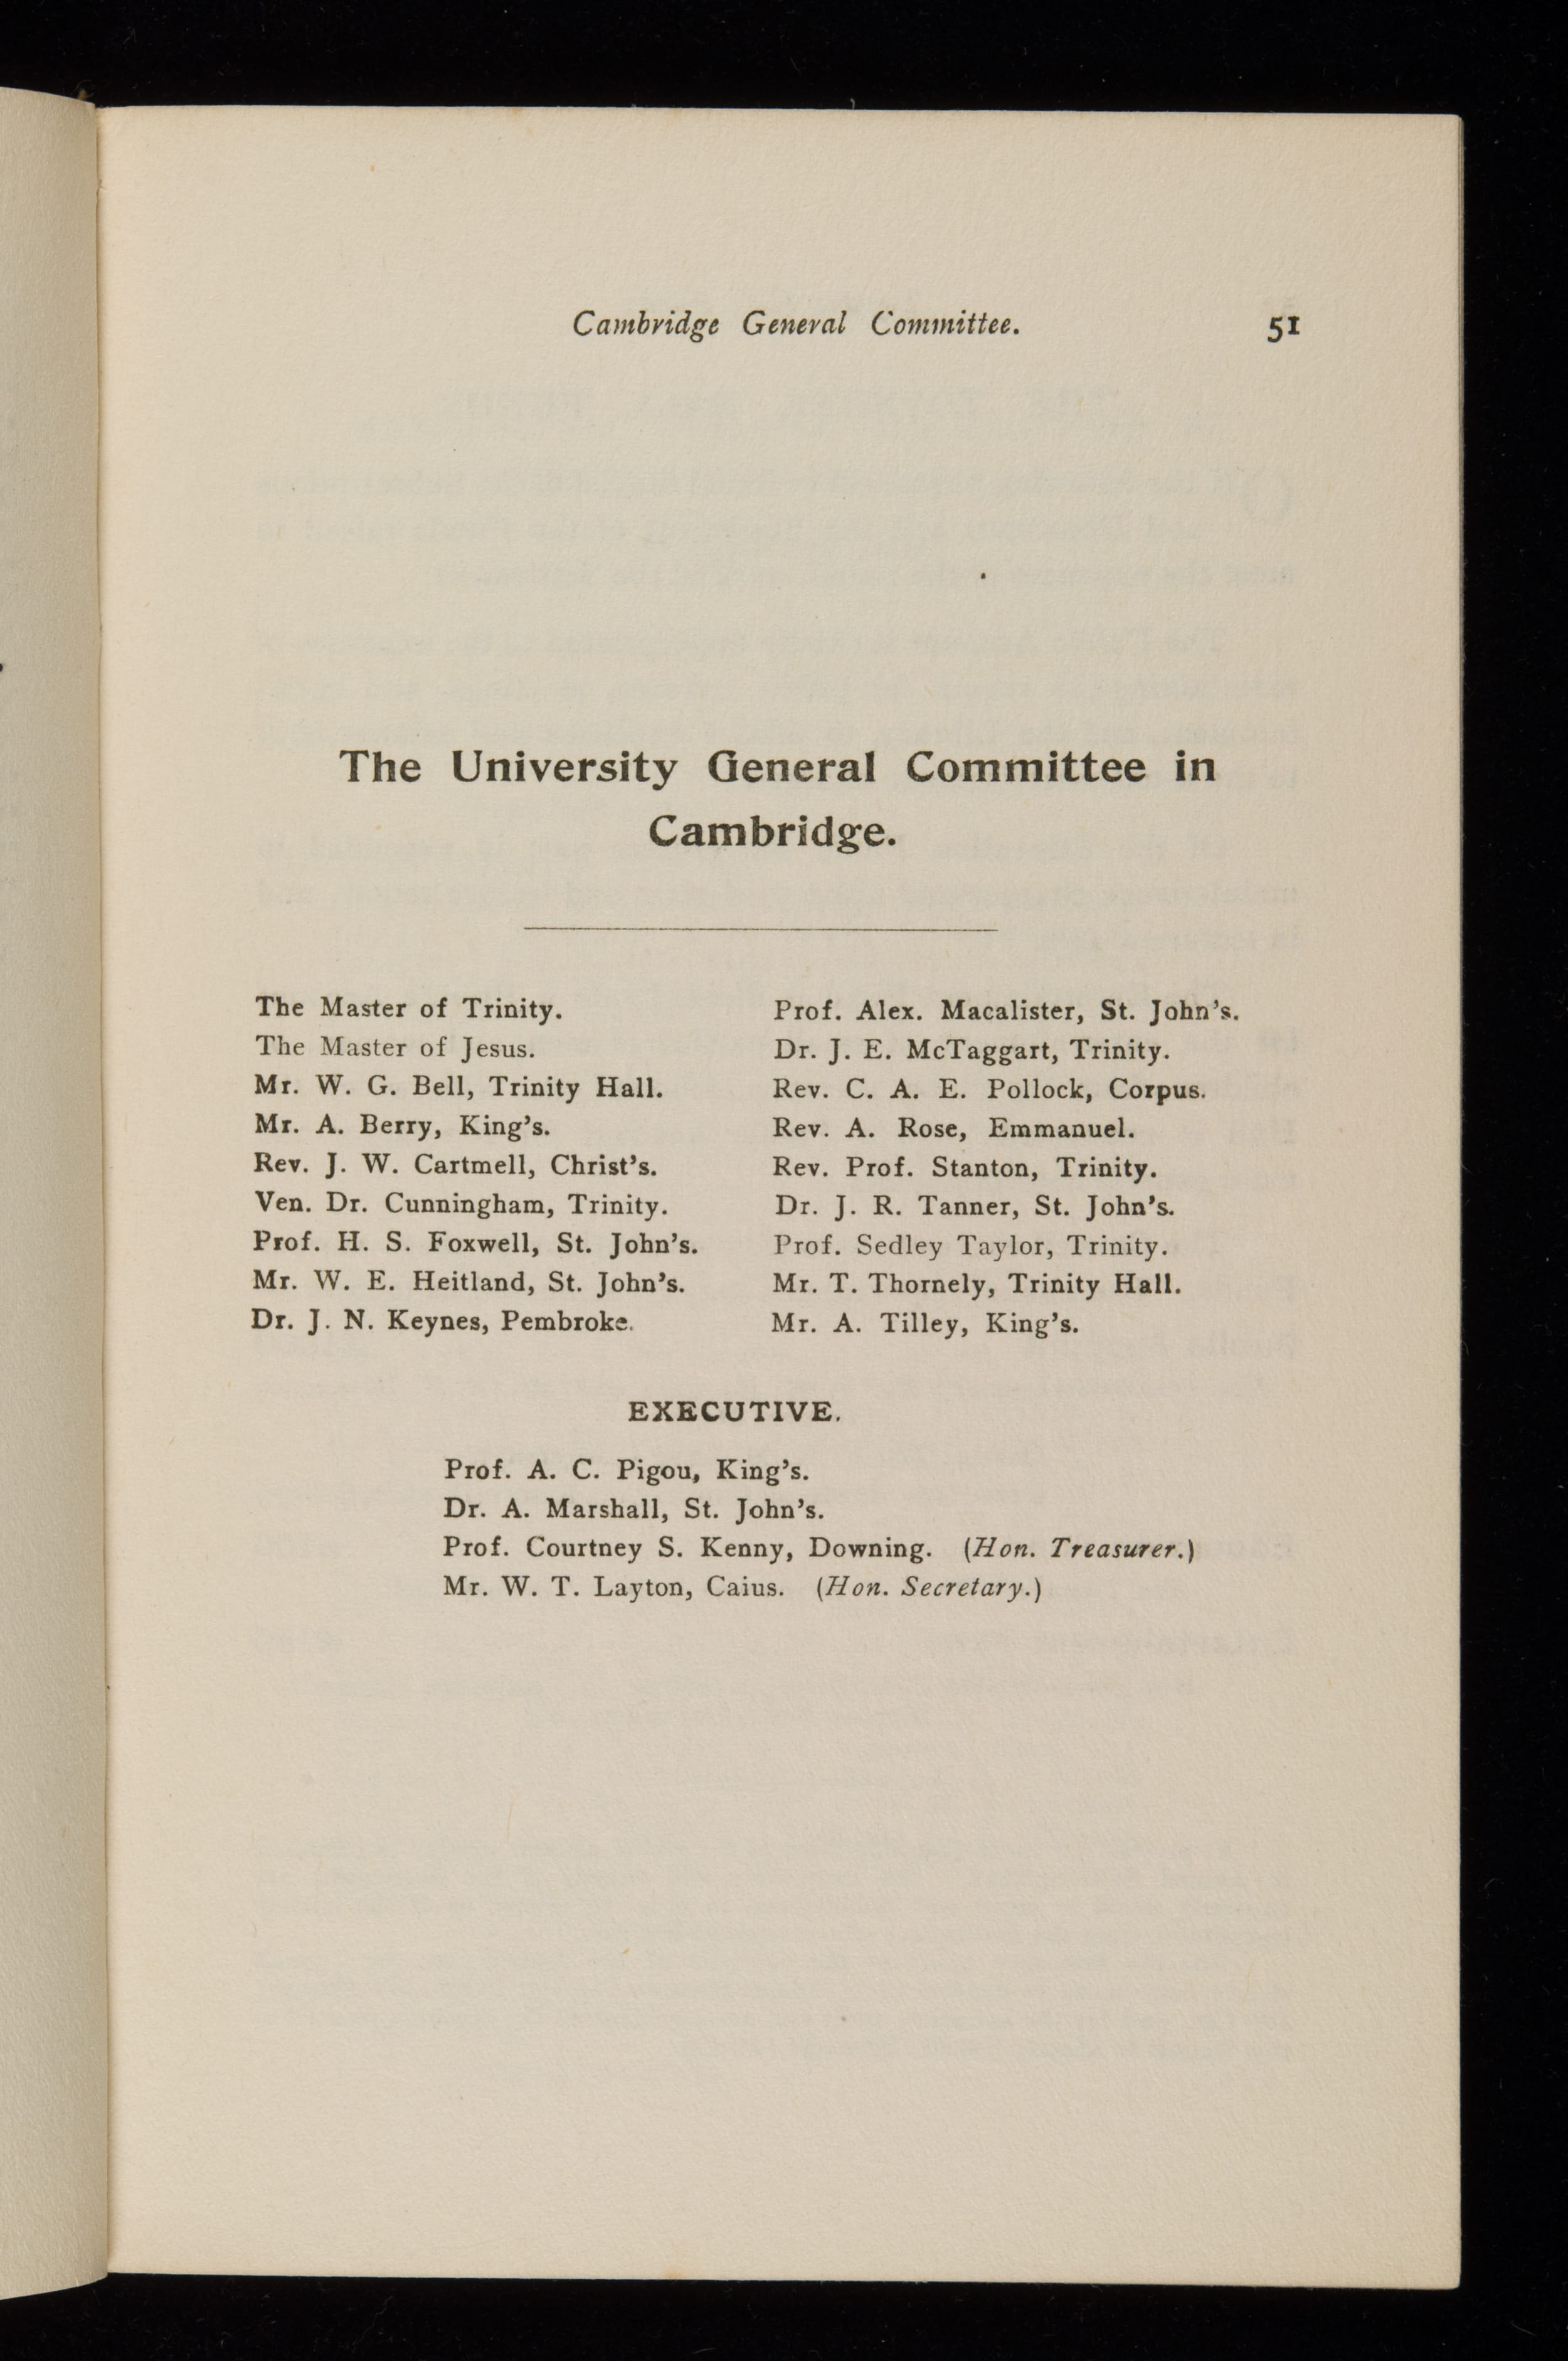 Cambridge General Committee. 51
The University General Committee in
Cambridge.
The Master of Trinity.
The Master of Jesus.
Mr. W. G. Bell, Trinity Hall.
Mr. A. Berry, King's.
Rev. J. W. Cartmell, Christ's.
Ven. Dr. Cunningham, Trinity.
Prof. H. S. Foxwell, St. John's.
Mr. W. E. Heitland, St. John's.
Dr. J. N. Keynes, Pembroke.
Prof. Alex. Macalister, St. John's.
Dr. J. E. McTaggart, Trinity.
Rev. C. A. E. Pollock, Corpus.
Rev. A. Rose, Emmanuel.
Rev. Prof. Stanton, Trinity.
Dr. J. R. Tanner, St. John's.
Prof. Sedley Taylor, Trinity.
Mr. T. Thornely, Trinity Hall.
Mr. A. Tilley, King's.
EXECUTIVE.
Prof. A. C. Pigou, King's.
Dr. A. Marshall, St. John's.
Prof. Courtney S. Kenny, Downing. (Hon. Treasurer.)
Mr. W. T. Layton, Caius. (Hon. Secretary.)